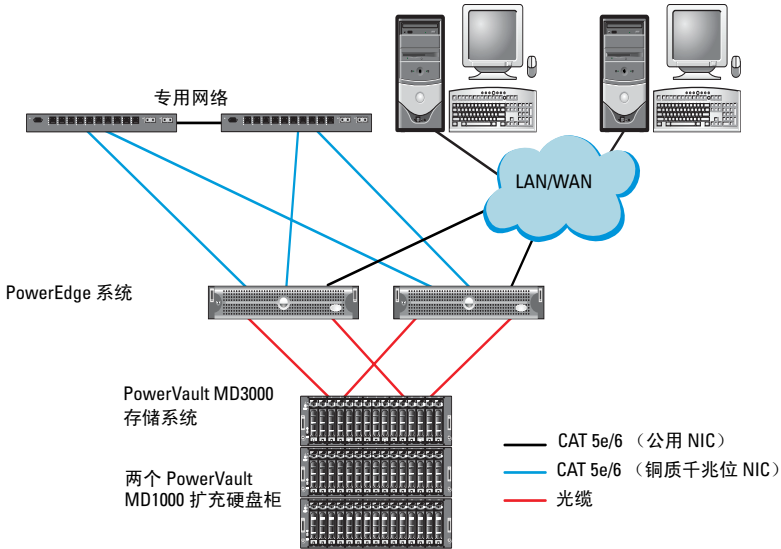 专用网络
LAN/WAN
PowerEdge 系统
PowerVault MD3000
存储系统
两个 PowerVault
MD1000 扩充硬盘柜
CAT 5e/6 （公用 NIC）
CAT 5e/6 （铜质千兆位 NIC）
光缆